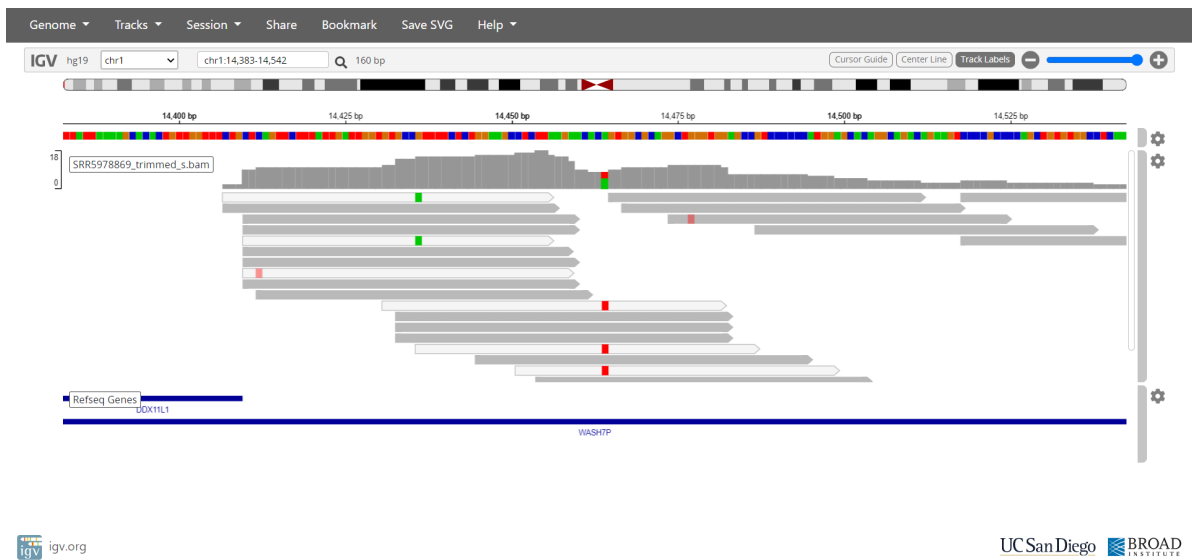 Genome Tracks Session Share Bookmark Save SVG Help
IGV hg19 chr1 chr1:14,383-14,542 160 bp Cursor Guide Center Line Track Labels
14,400 bp 14,425 bp 14,450 bp 14,475 bp 14,500 bp 14,525 bp
18
SRR5978869_trimmed_s.bam
0
Refseq Genes
DDX11L1
WASH7P
igv igv.org UC San Diego BROAD
INSTITUTE